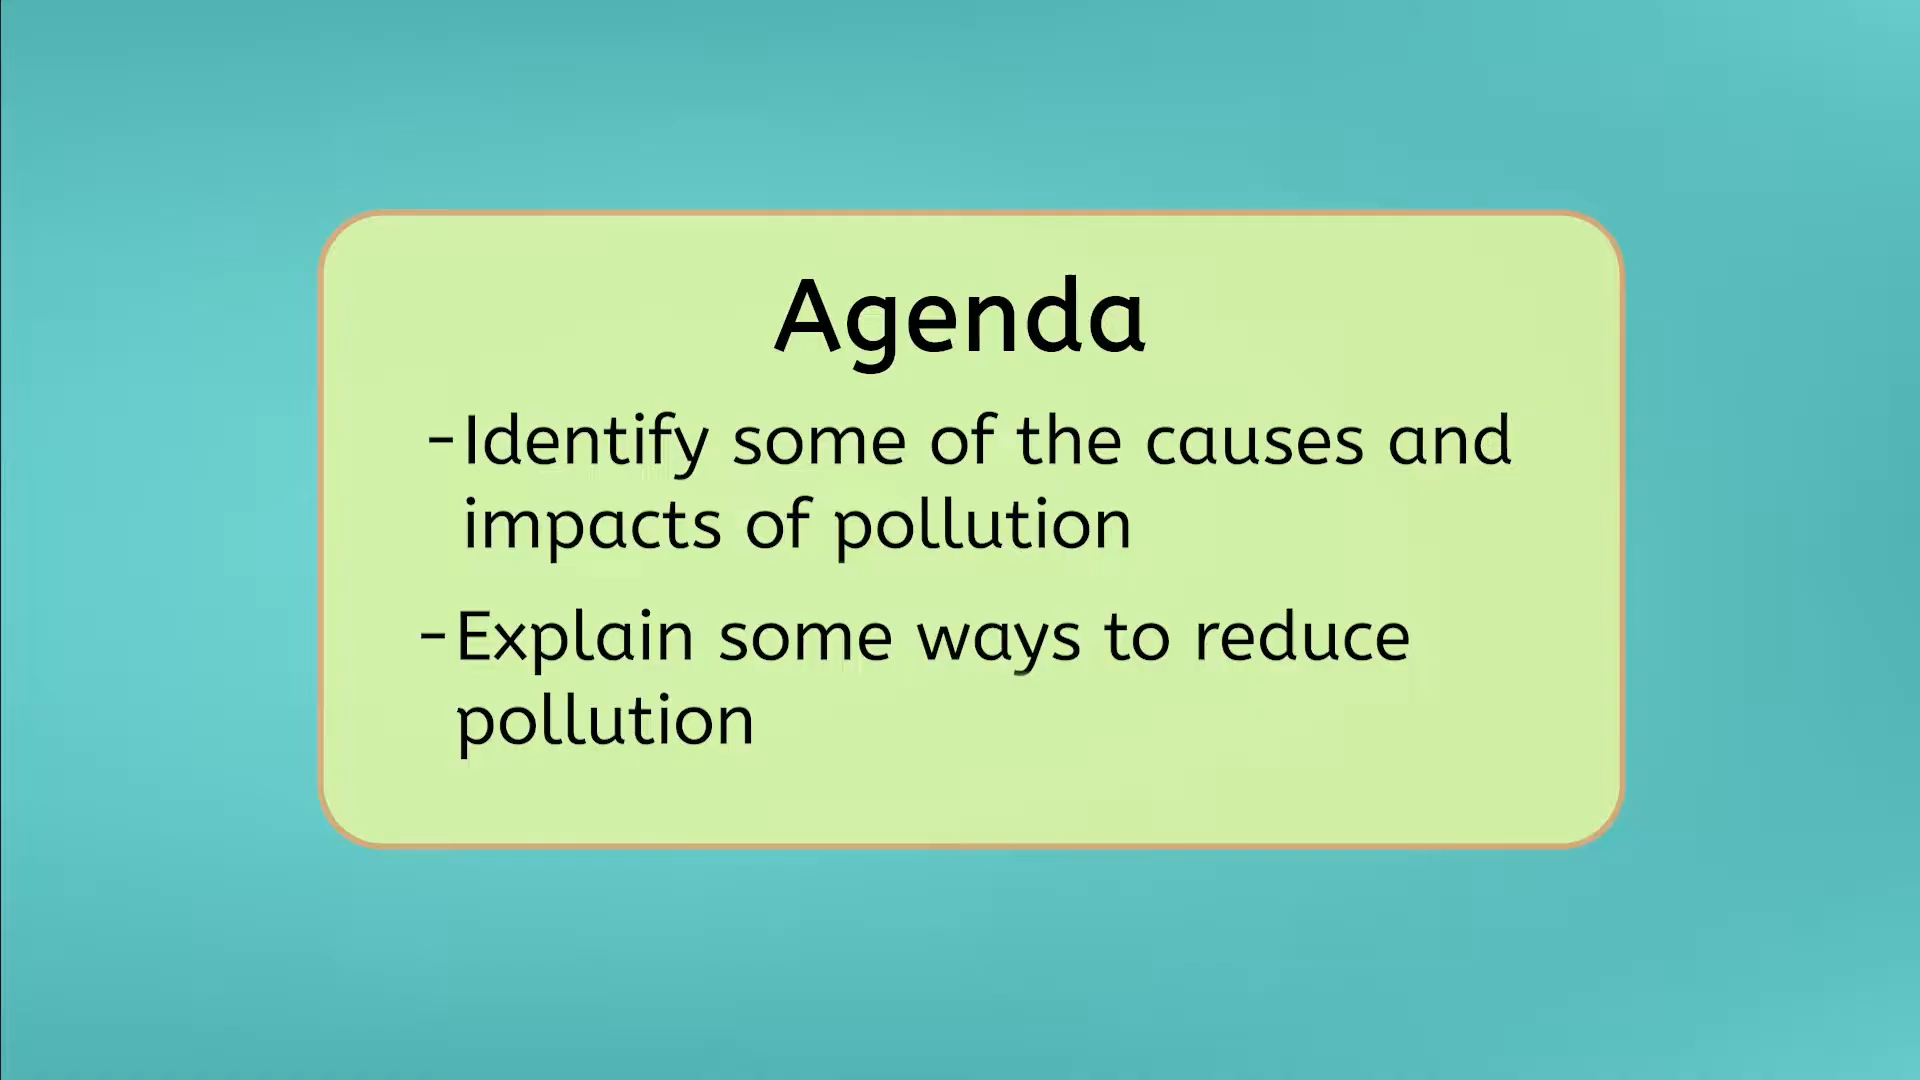 Agenda
-Identify some of the causes and
impacts of pollution
-Explain some ways to reduce
pollution